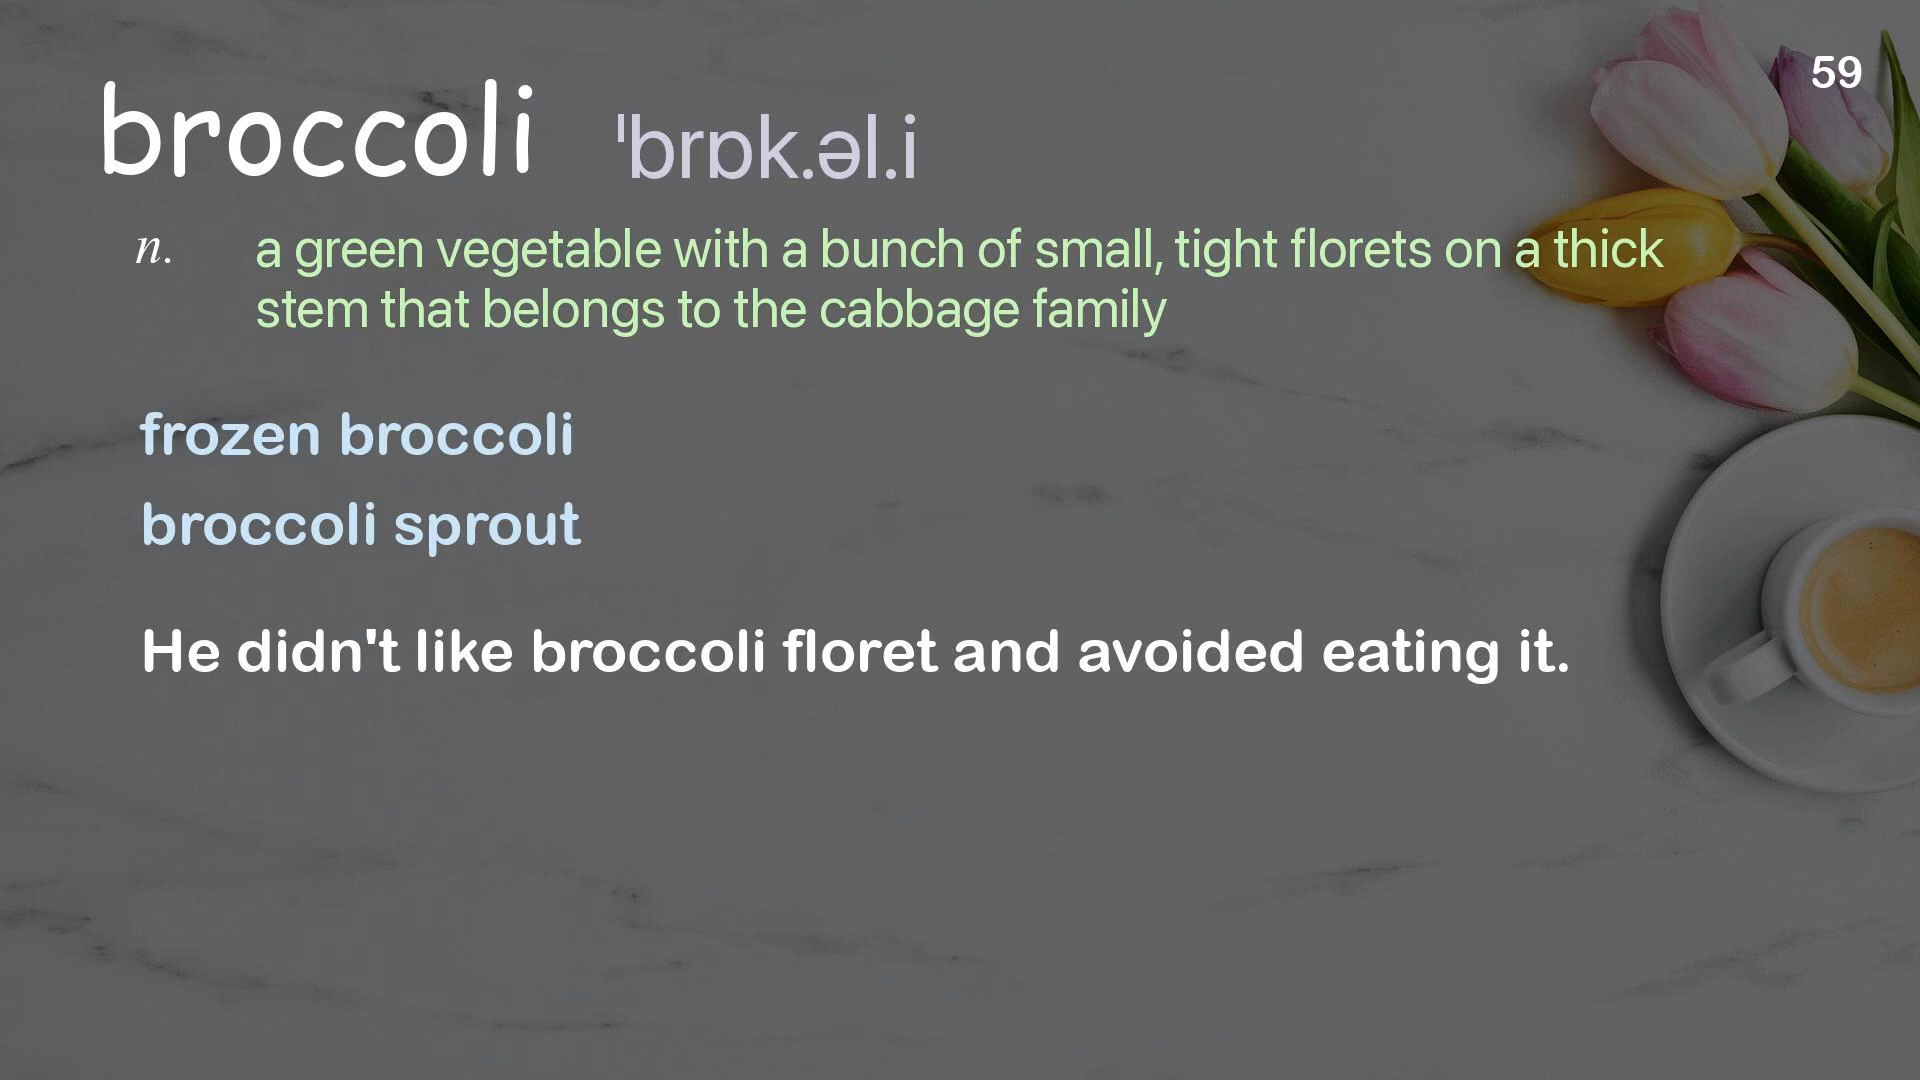 59
broccoli ˈbrɒk.əl.i
n. a green vegetable with a bunch of small, tight florets on a thick
stem that belongs to the cabbage family
frozen broccoli
broccoli sprout
He didn't like broccoli floret and avoided eating it.